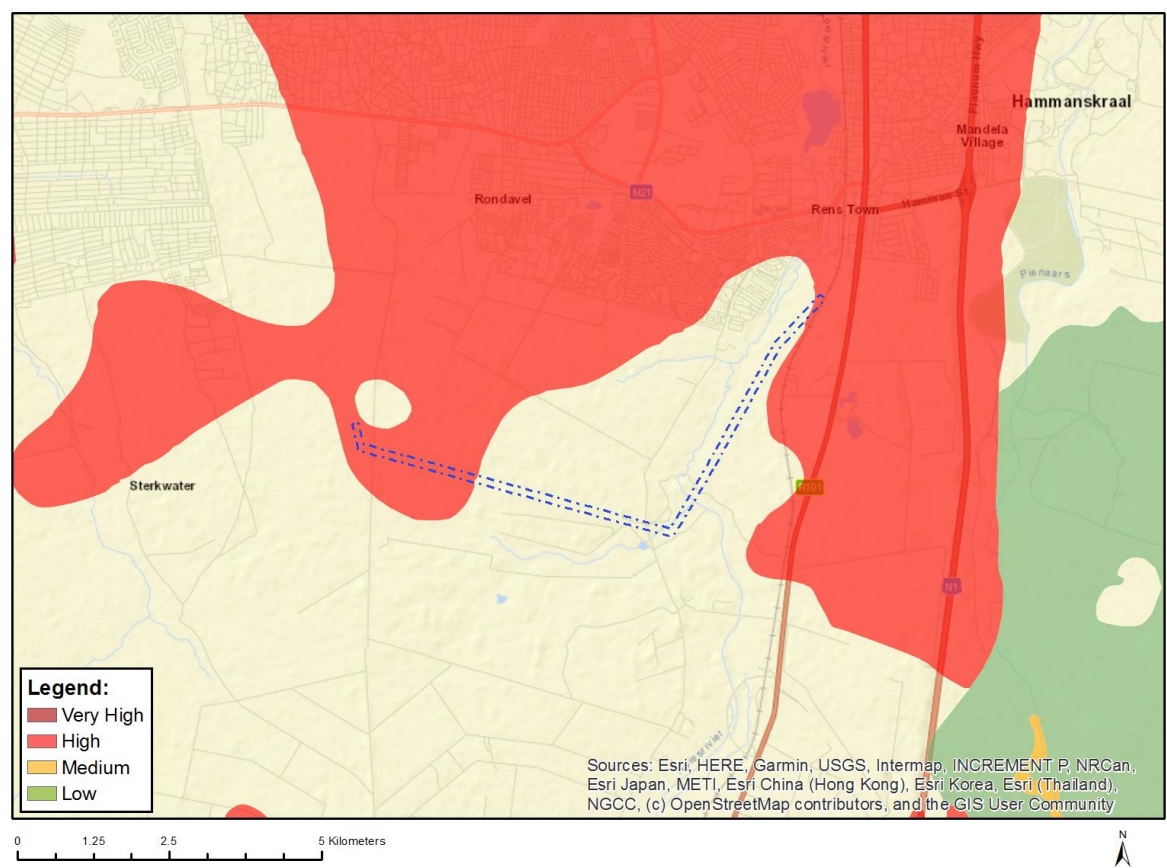 Hammanskraal
Platinum Hwy
Mandela
Village
Rondavel
M21
Rens Town
Hamman St.
Pienaars
R101
Sterkwater
N1
Legend:
Very High
High
Medium
Low
Sources: Esri, HERE, Garmin, USGS, Intermap, INCREMENT P, NRCan,
Esri Japan, METI, Esri China (Hong Kong), Esri Korea, Esri (Thailand),
NGCC, (c) OpenStreetMap contributors, and the GIS User Community
0 1.25 2.5 5 Kilometers
N